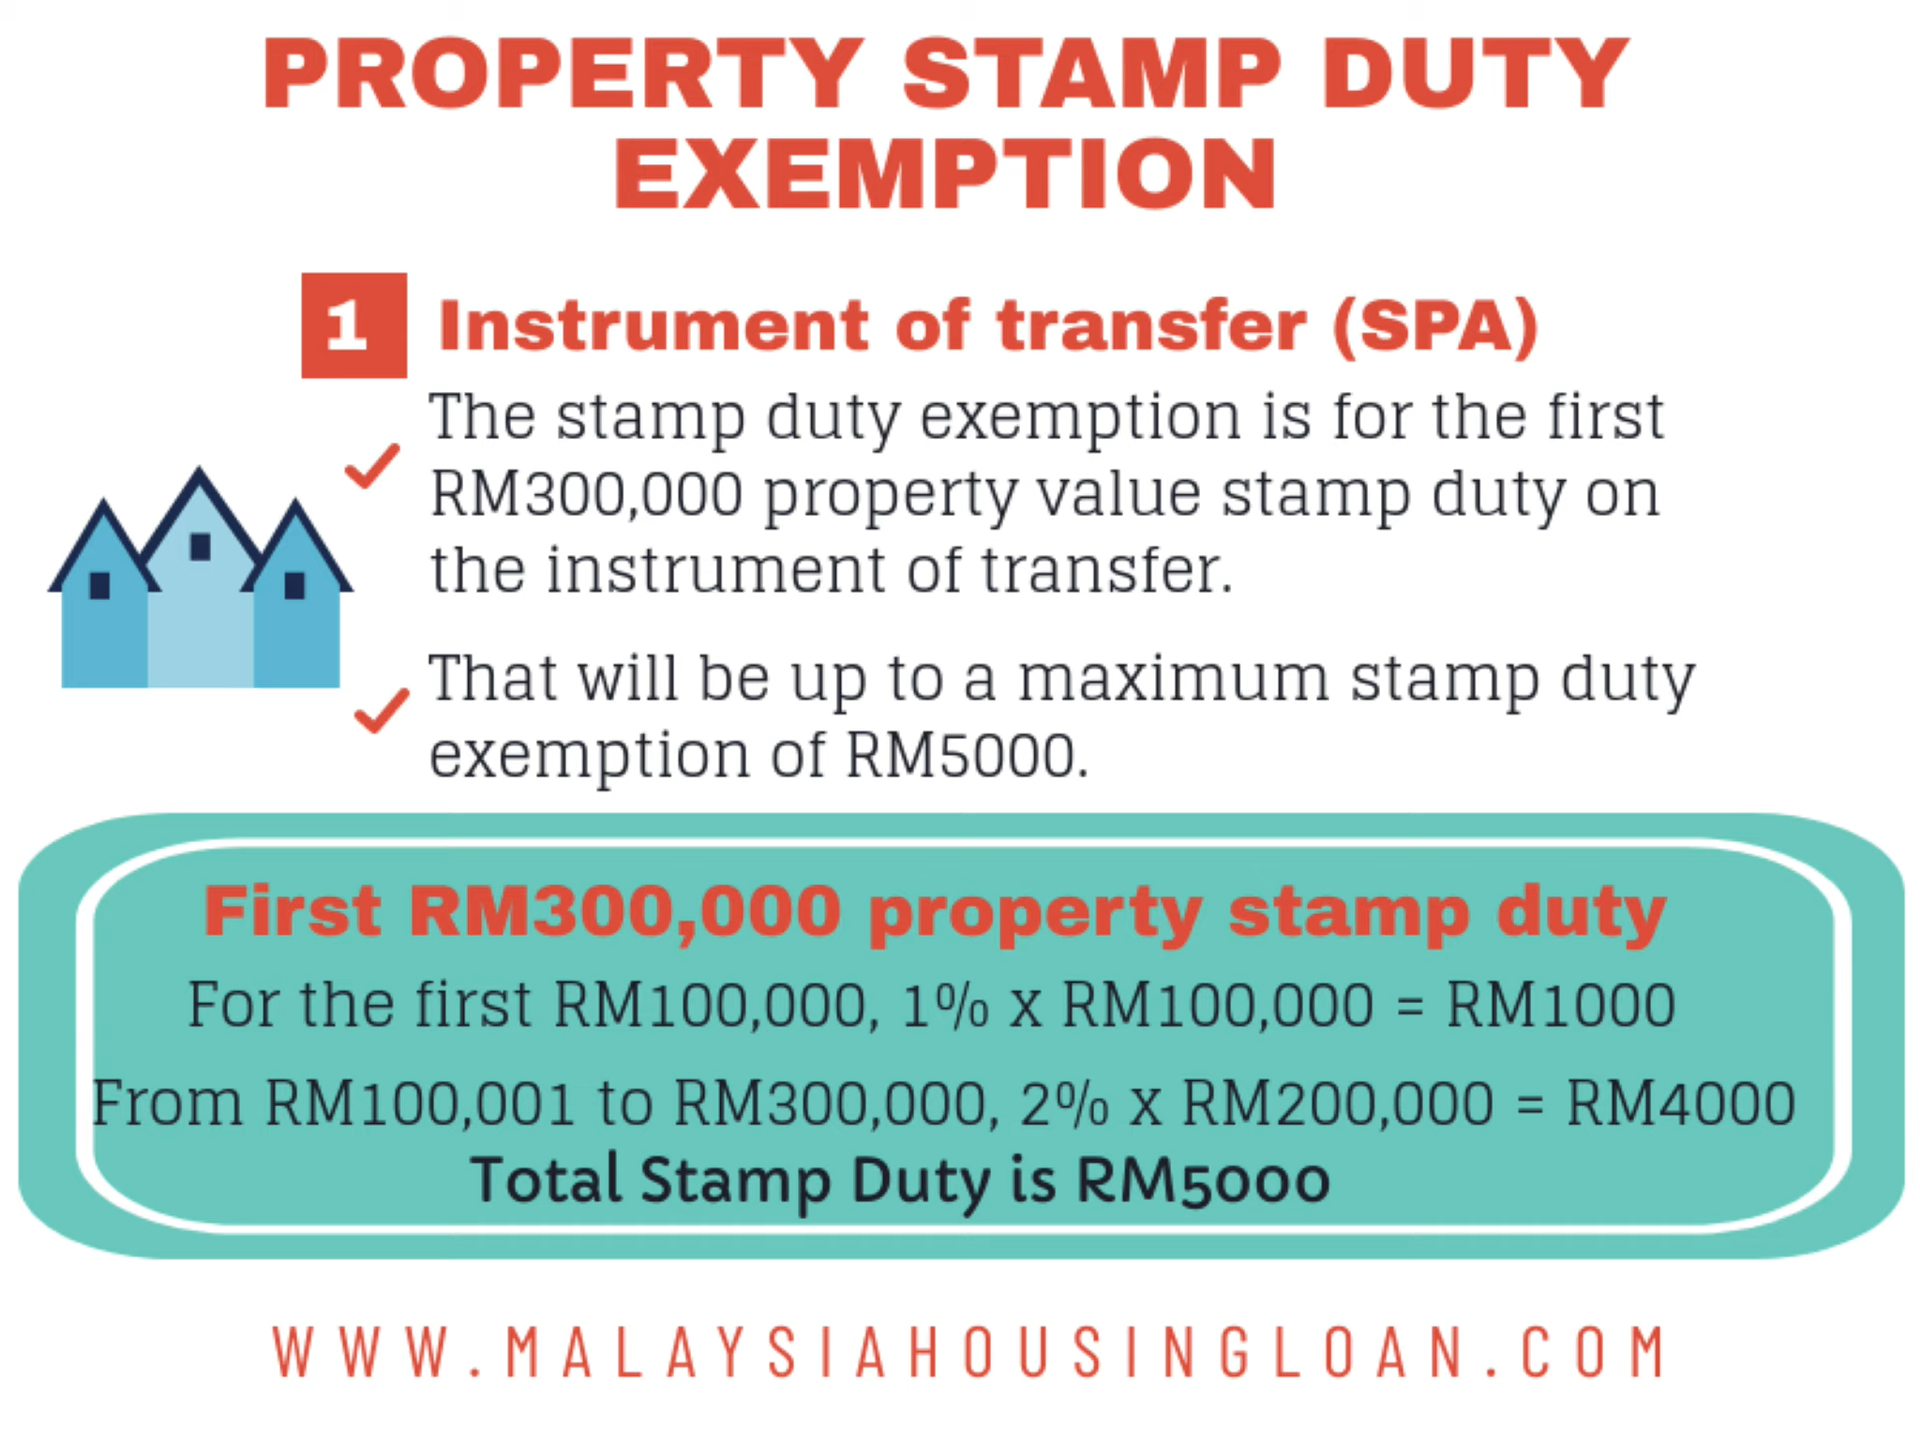 PROPERTY STAMP DUTY
EXEMPTION
1 Instrument of transfer (SPA)
The stamp duty exemption is for the first
RM300,000 property value stamp duty on
the instrument of transfer.
That will be up to a maximum stamp duty
exemption of RM5000.
First RM300,000 property stamp duty
For the first RM100,000, 1% x RM100,000 = RM1000
From RM100,001 to RM300,000, 2% x RM200,000 = RM4000
Total Stamp Duty is RM5000
WWW.MALAYSIAHOUSINGLOAN.COM